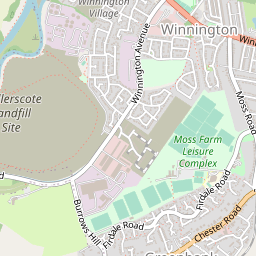 Winnington
Village
Winnington
Winnington Avenue
Moss Road
llerscote
andfill
Site
Moss Farm
Leisure
Complex
Firdale Road
Firdale Road
Burrows Hill
Chester Road